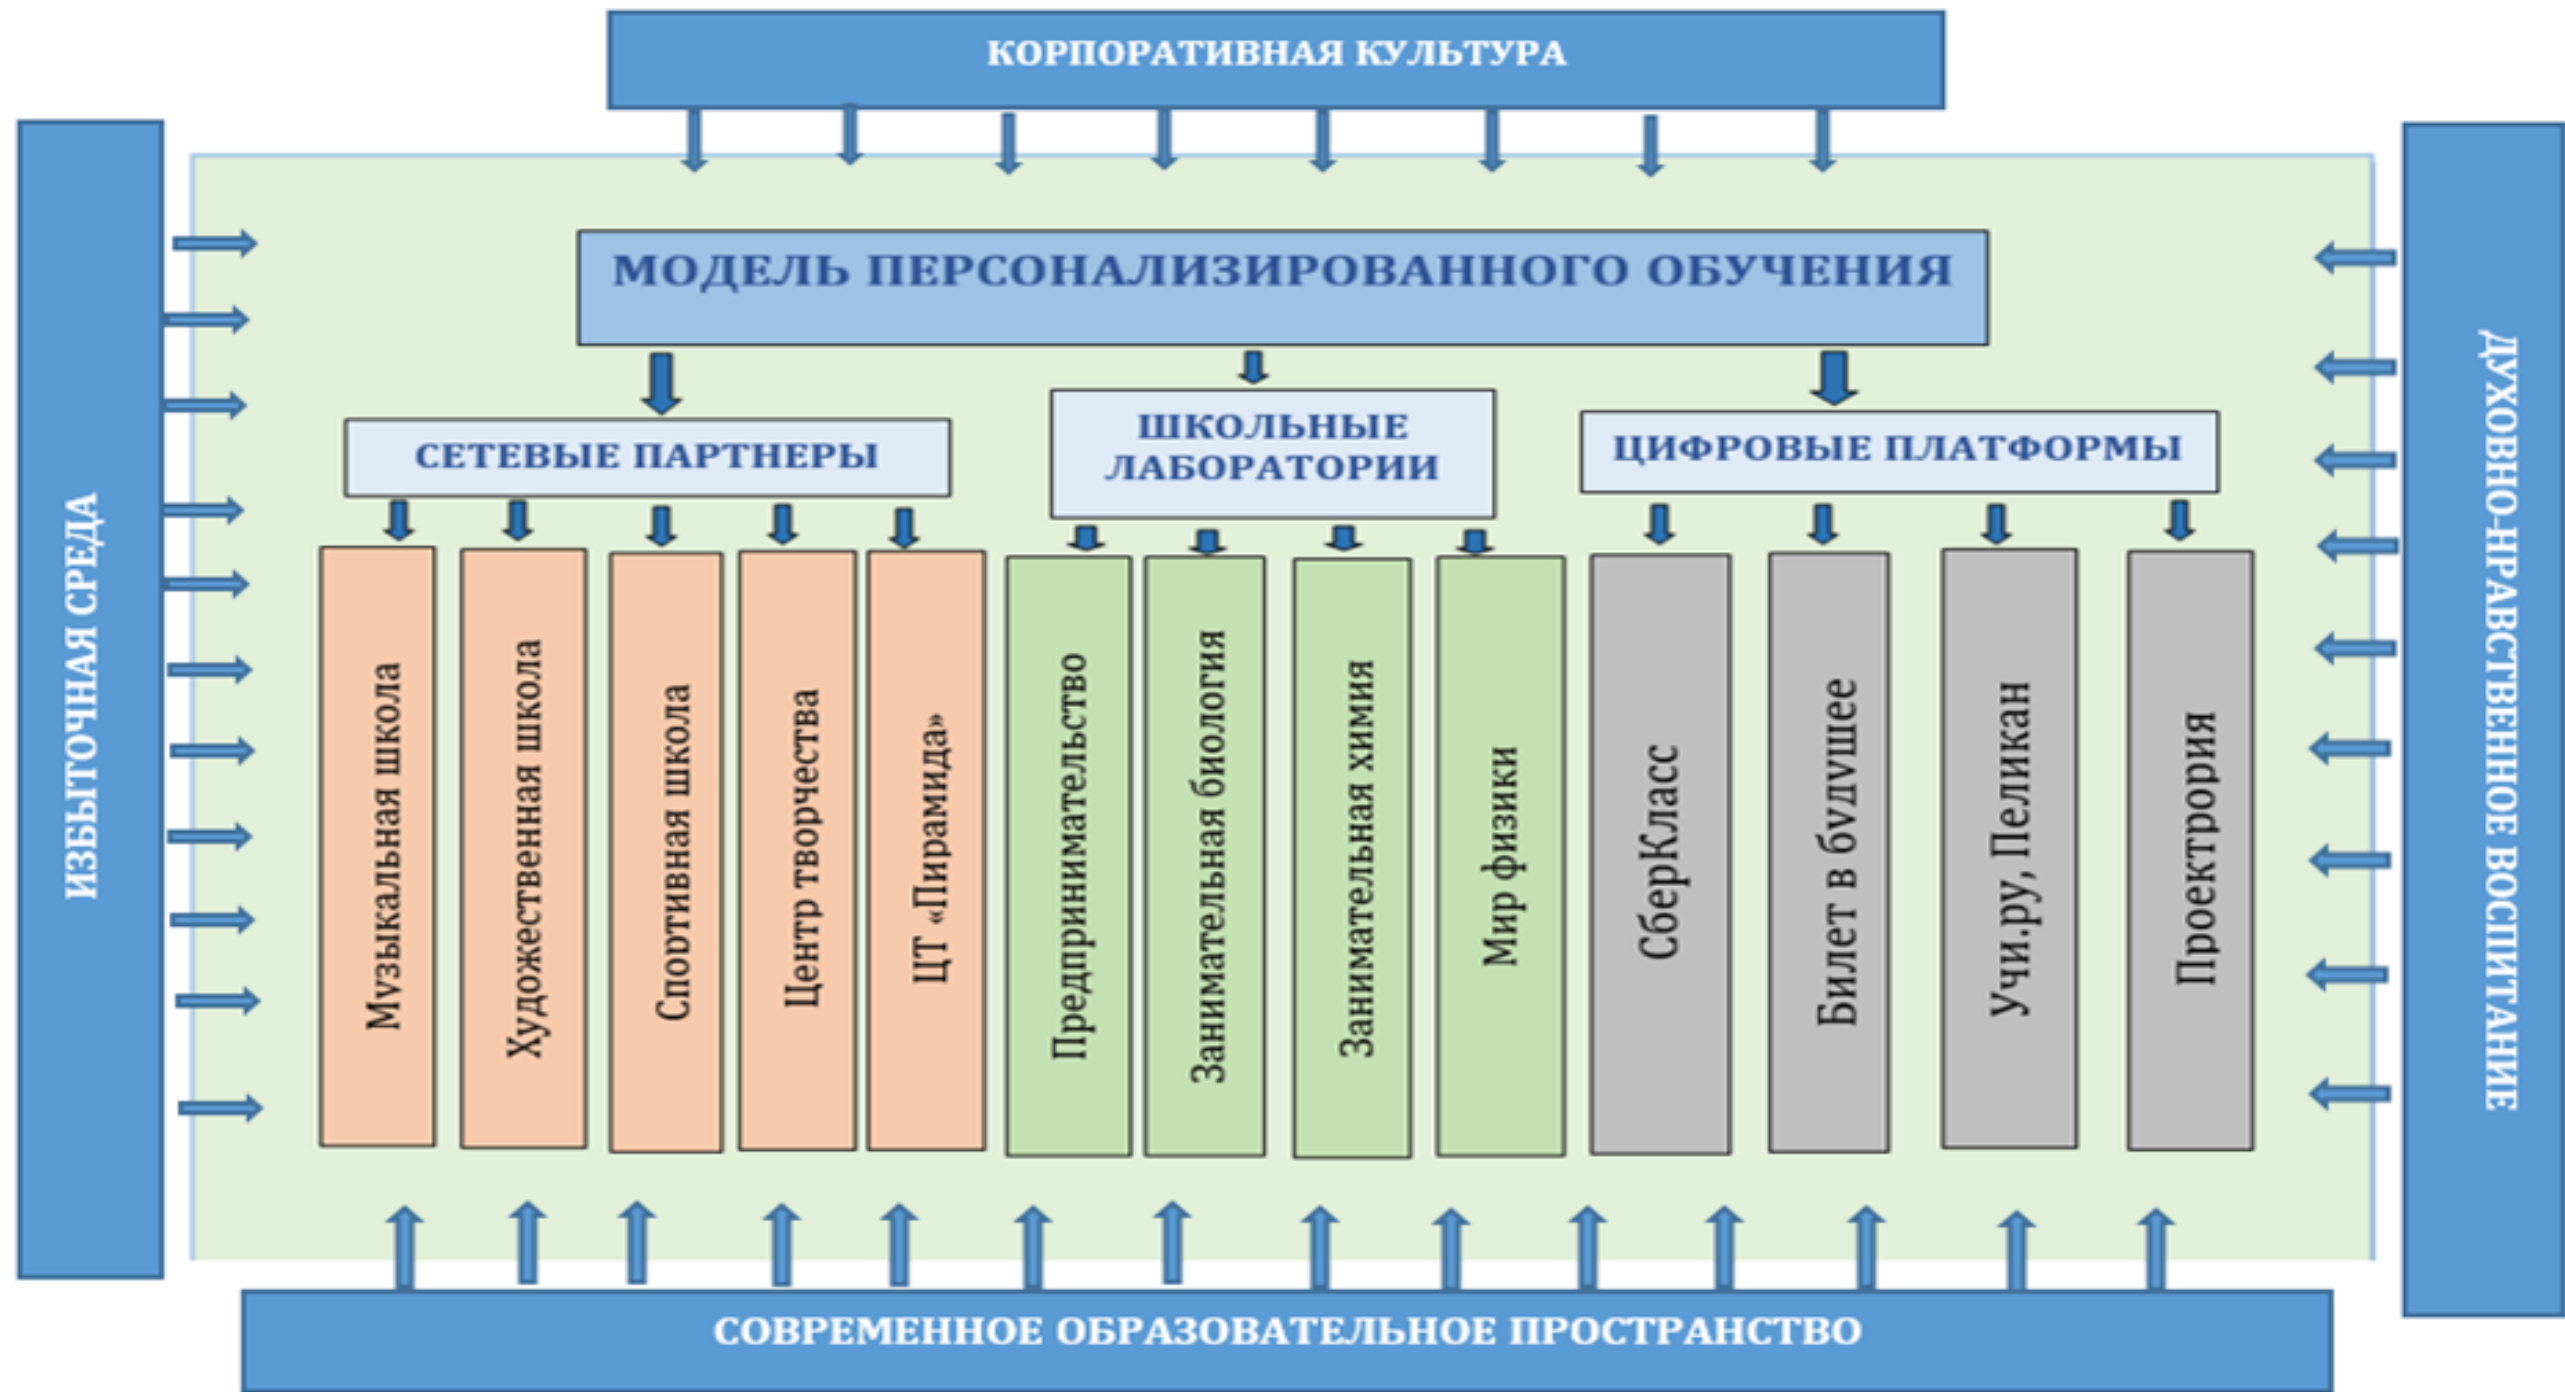 КОРПОРАТИВНАЯ КУЛЬТУРА
ИЗБЫТОЧНАЯ СРЕДА
МОДЕЛЬ ПЕРСОНАЛИЗИРОВАННОГО ОБУЧЕНИЯ
СЕТЕВЫЕ ПАРТНЕРЫ
Музыкальная школа
Художественная школа
Спортивная школа
Центр творчества
ЦТ «Пирамида»
ШКОЛЬНЫЕ
ЛАБОРАТОРИИ
Предпринимательство
Занимательная биология
Занимательная химия
Мир физики
ЦИФРОВЫЕ ПЛАТФОРМЫ
СберКласс
Билет в будущее
Учи.ру, Пеликан
Проектрория
ДУХОВНО-НРАВСТВЕННОЕ ВОСПИТАНИЕ
СОВРЕМЕННОЕ ОБРАЗОВАТЕЛЬНОЕ ПРОСТРАНСТВО